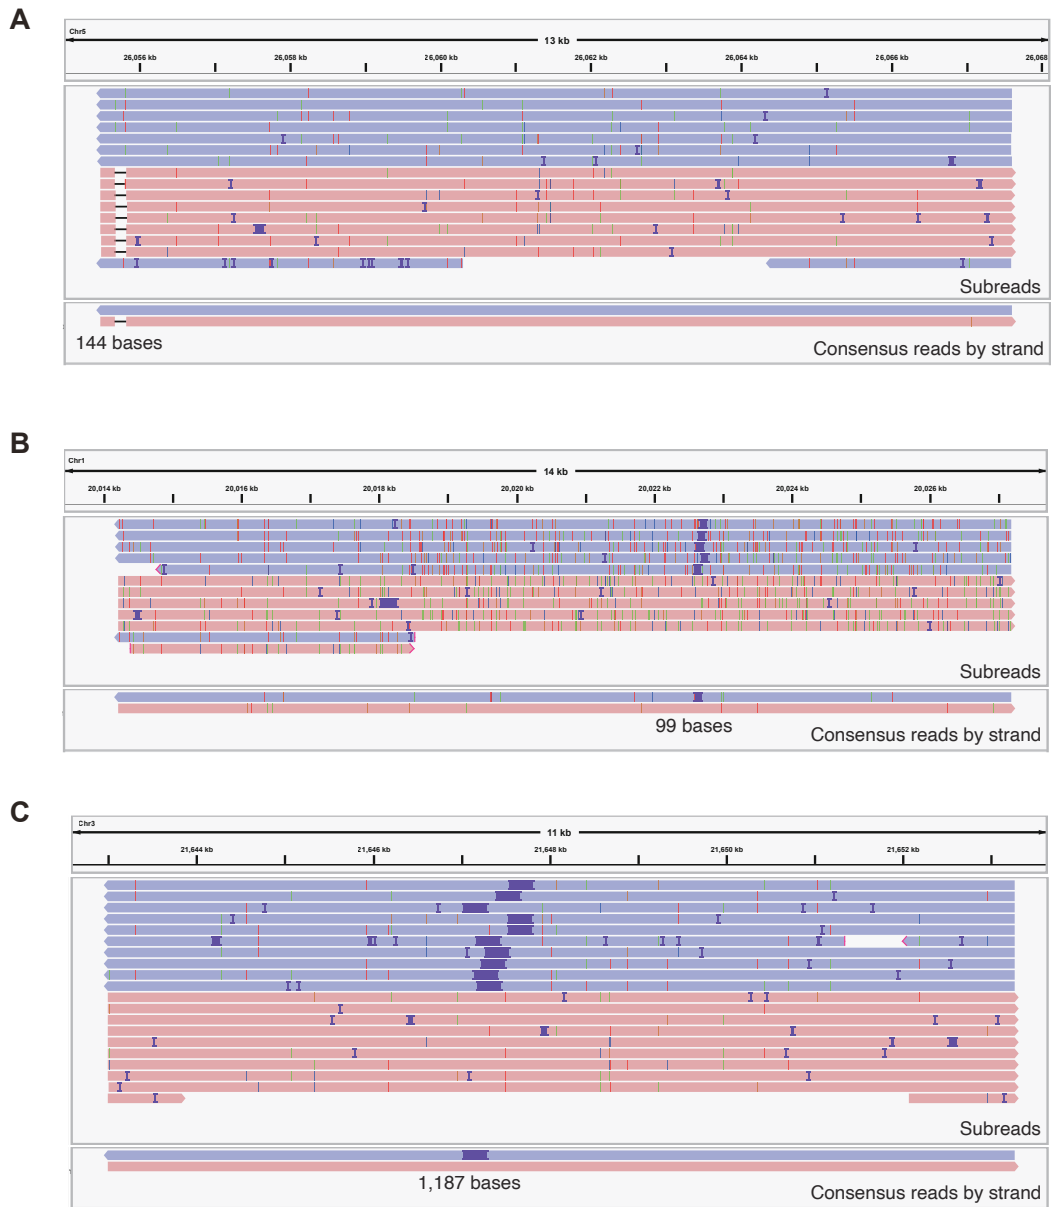 A
Chr5
13 kb
26,056 kb 26,058 kb 26,060 kb 26,062 kb 26,064 kb 26,066 kb 26,068
Subreads
144 bases
Consensus reads by strand
B
Chr1
14 kb
20,014 kb 20,016 kb 20,018 kb 20,020 kb 20,022 kb 20,024 kb 20,026 kb
Subreads
99 bases
Consensus reads by strand
C
Chr3
11 kb
21,644 kb 21,646 kb 21,648 kb 21,650 kb 21,652 kb
Subreads
1,187 bases
Consensus reads by strand